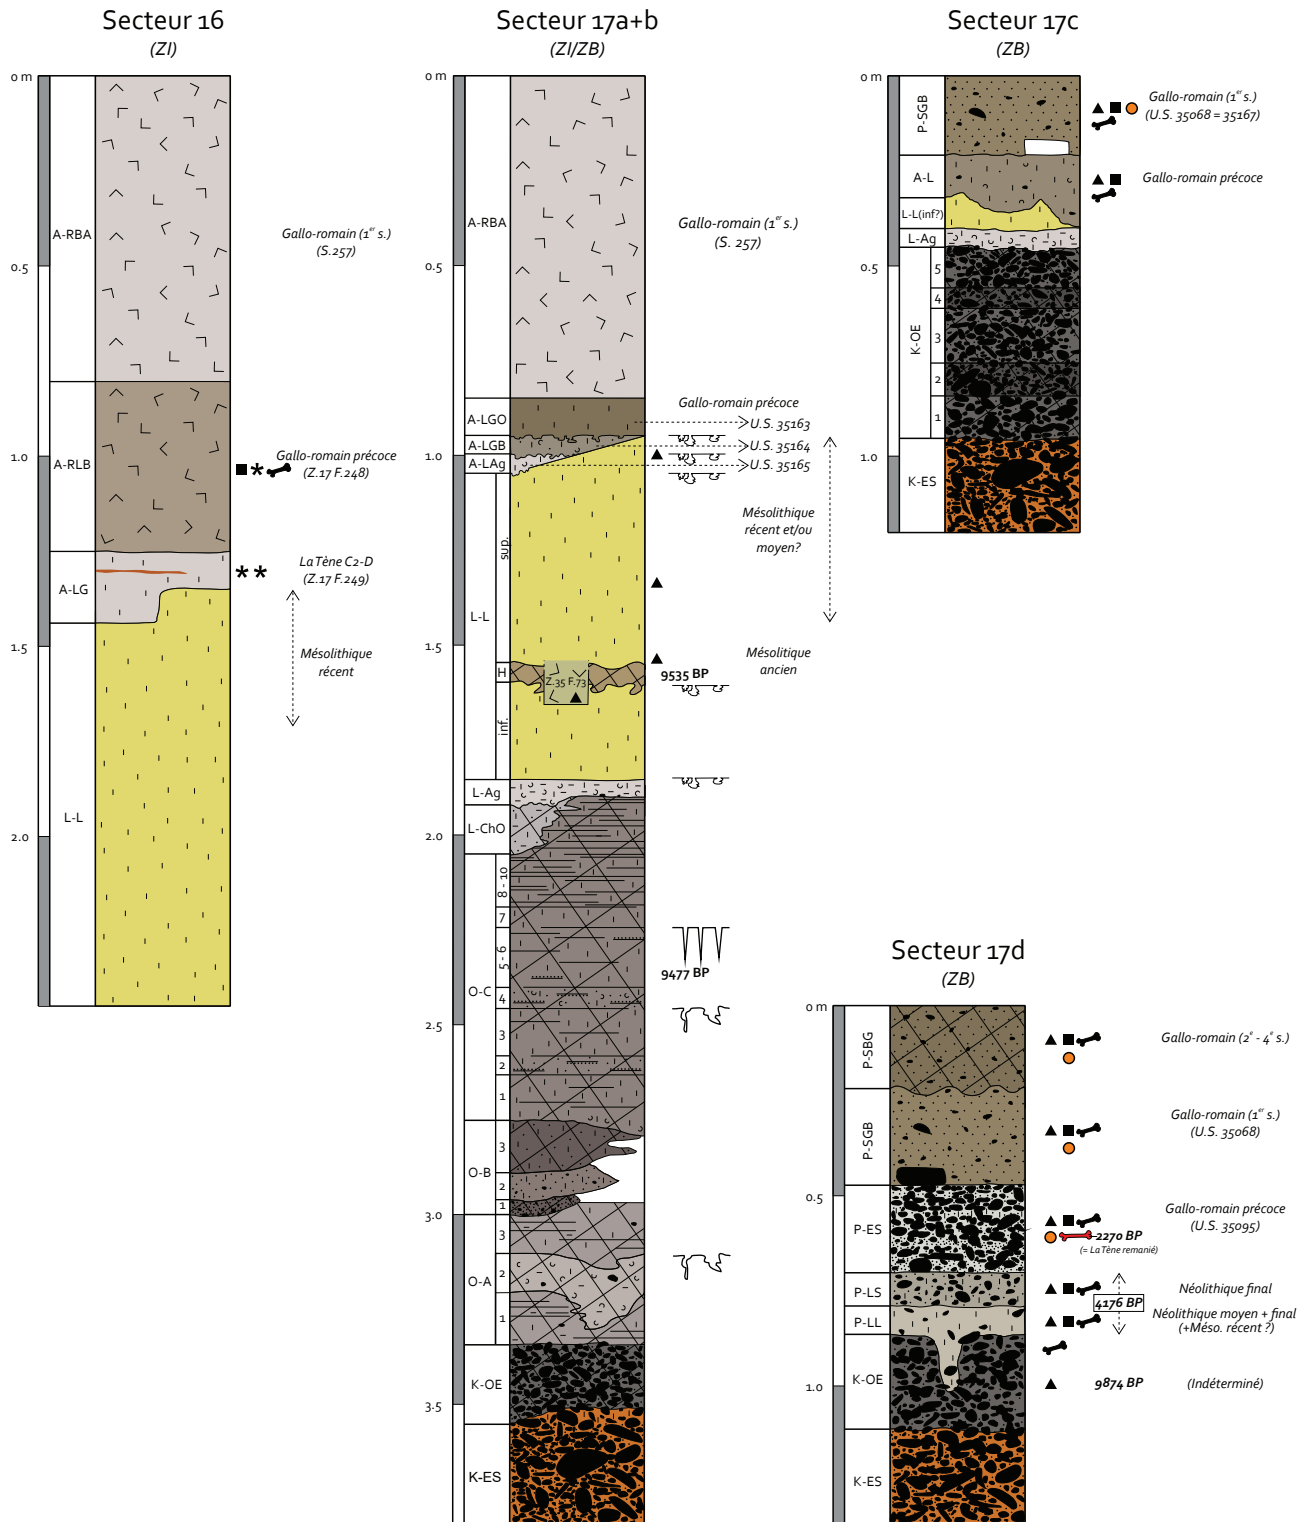 Secteur 16
(ZI)
0 m
0.5
1.0
1.5
2.0
A-RBA
A-RLB
A-LG
L-L
Gallo-romain (1er s.)
(S.257)
Gallo-romain précoce
(Z.17 F.248)
**
La Tène C2-D
(Z.17 F.249)
Mésolithique
récent
Secteur 17a+b
(ZI/ZB)
0 m
0.5
1.0
1.5
2.0
2.5
3.0
3.5
A-RBA
A-LGO
A-LGB
A-LAg
L-L
sup.
H
inf.
L-Ag
L-ChO
O-C
8 - 10
7
5 - 6
4
3
2
1
O-B
3
2
1
O-A
3
2
1
K-OE
K-ES
Z.35 F.73
Gallo-romain (1er s.)
(S. 257)
Gallo-romain précoce
U.S. 35163
U.S. 35164
U.S. 35165
Mésolithique
récent et/ou
moyen?
Mésolitique
ancien
9535 BP
9477 BP
Secteur 17c
(ZB)
0 m
0.5
1.0
P-SGB
A-L
L-L(inf?)
L-Ag
K-OE
5
4
3
2
1
K-ES
Gallo-romain (1er s.)
(U.S. 35068 = 35167)
Gallo-romain précoce
Secteur 17d
(ZB)
0 m
0.5
1.0
P-SBG
P-SGB
P-ES
P-LS
P-LL
K-OE
K-ES
Gallo-romain (2e - 4e s.)
Gallo-romain (1er s.)
(U.S. 35068)
Gallo-romain précoce
(U.S. 35095)
2270 BP
(= La Tène remanié)
Néolithique final
4176 BP
Néolithique moyen + final
(+Méso. récent ?)
9874 BP
(Indéterminé)